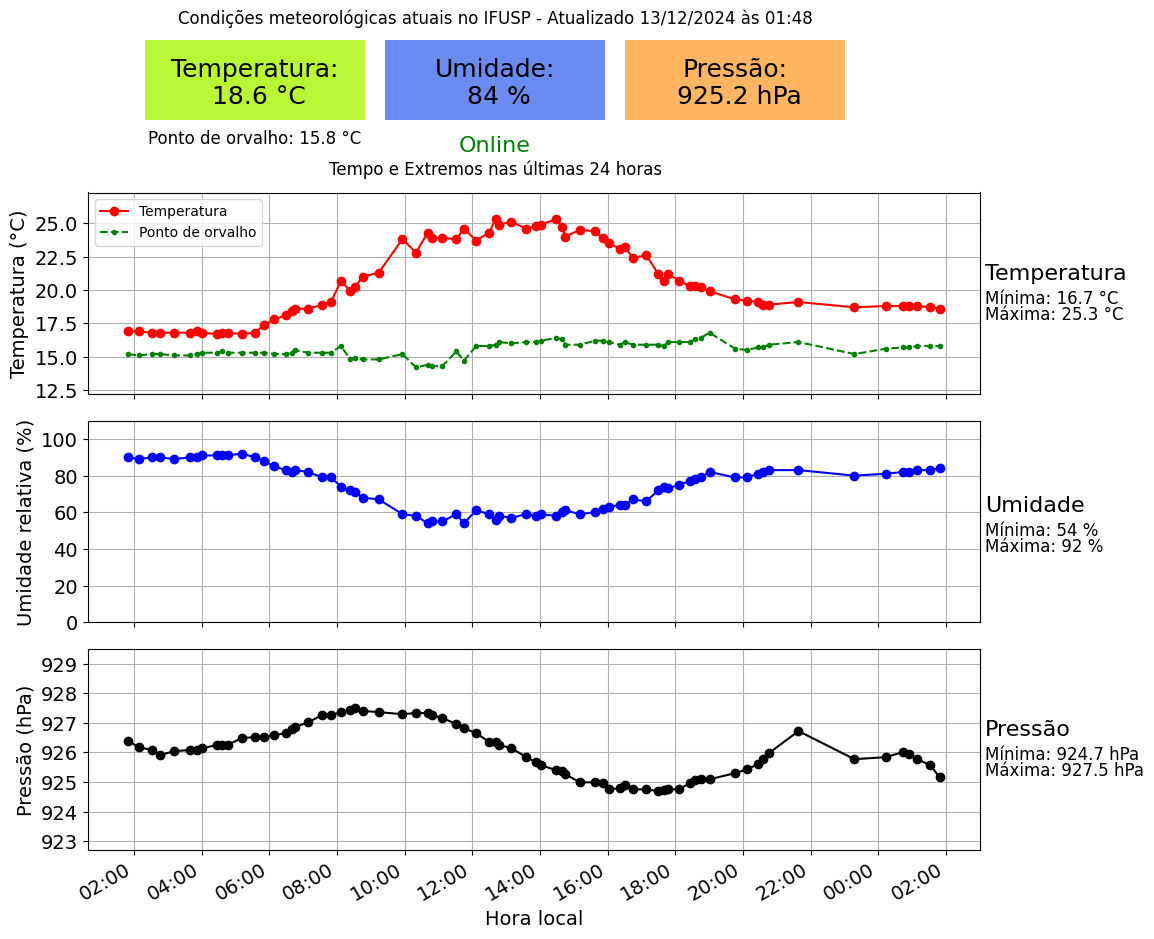 Condições meteorológicas atuais no IFUSP - Atualizado 13/12/2024 às 01:48
Temperatura:
18.6 °C
Umidade:
84 %
Pressão:
925.2 hPa
Ponto de orvalho: 15.8 °C
Online
Tempo e Extremos nas últimas 24 horas
Temperatura (°C)
25.0
22.5
20.0
17.5
15.0
12.5
Temperatura
Ponto de orvalho
Temperatura
Mínima: 16.7 °C
Máxima: 25.3 °C
Umidade relativa (%)
100
80
60
40
20
0
Umidade
Mínima: 54 %
Máxima: 92 %
Pressão (hPa)
929
928
927
926
925
924
923
Pressão
Mínima: 924.7 hPa
Máxima: 927.5 hPa
02:00 04:00 06:00 08:00 10:00 12:00 14:00 16:00 18:00 20:00 22:00 00:00 02:00
Hora local